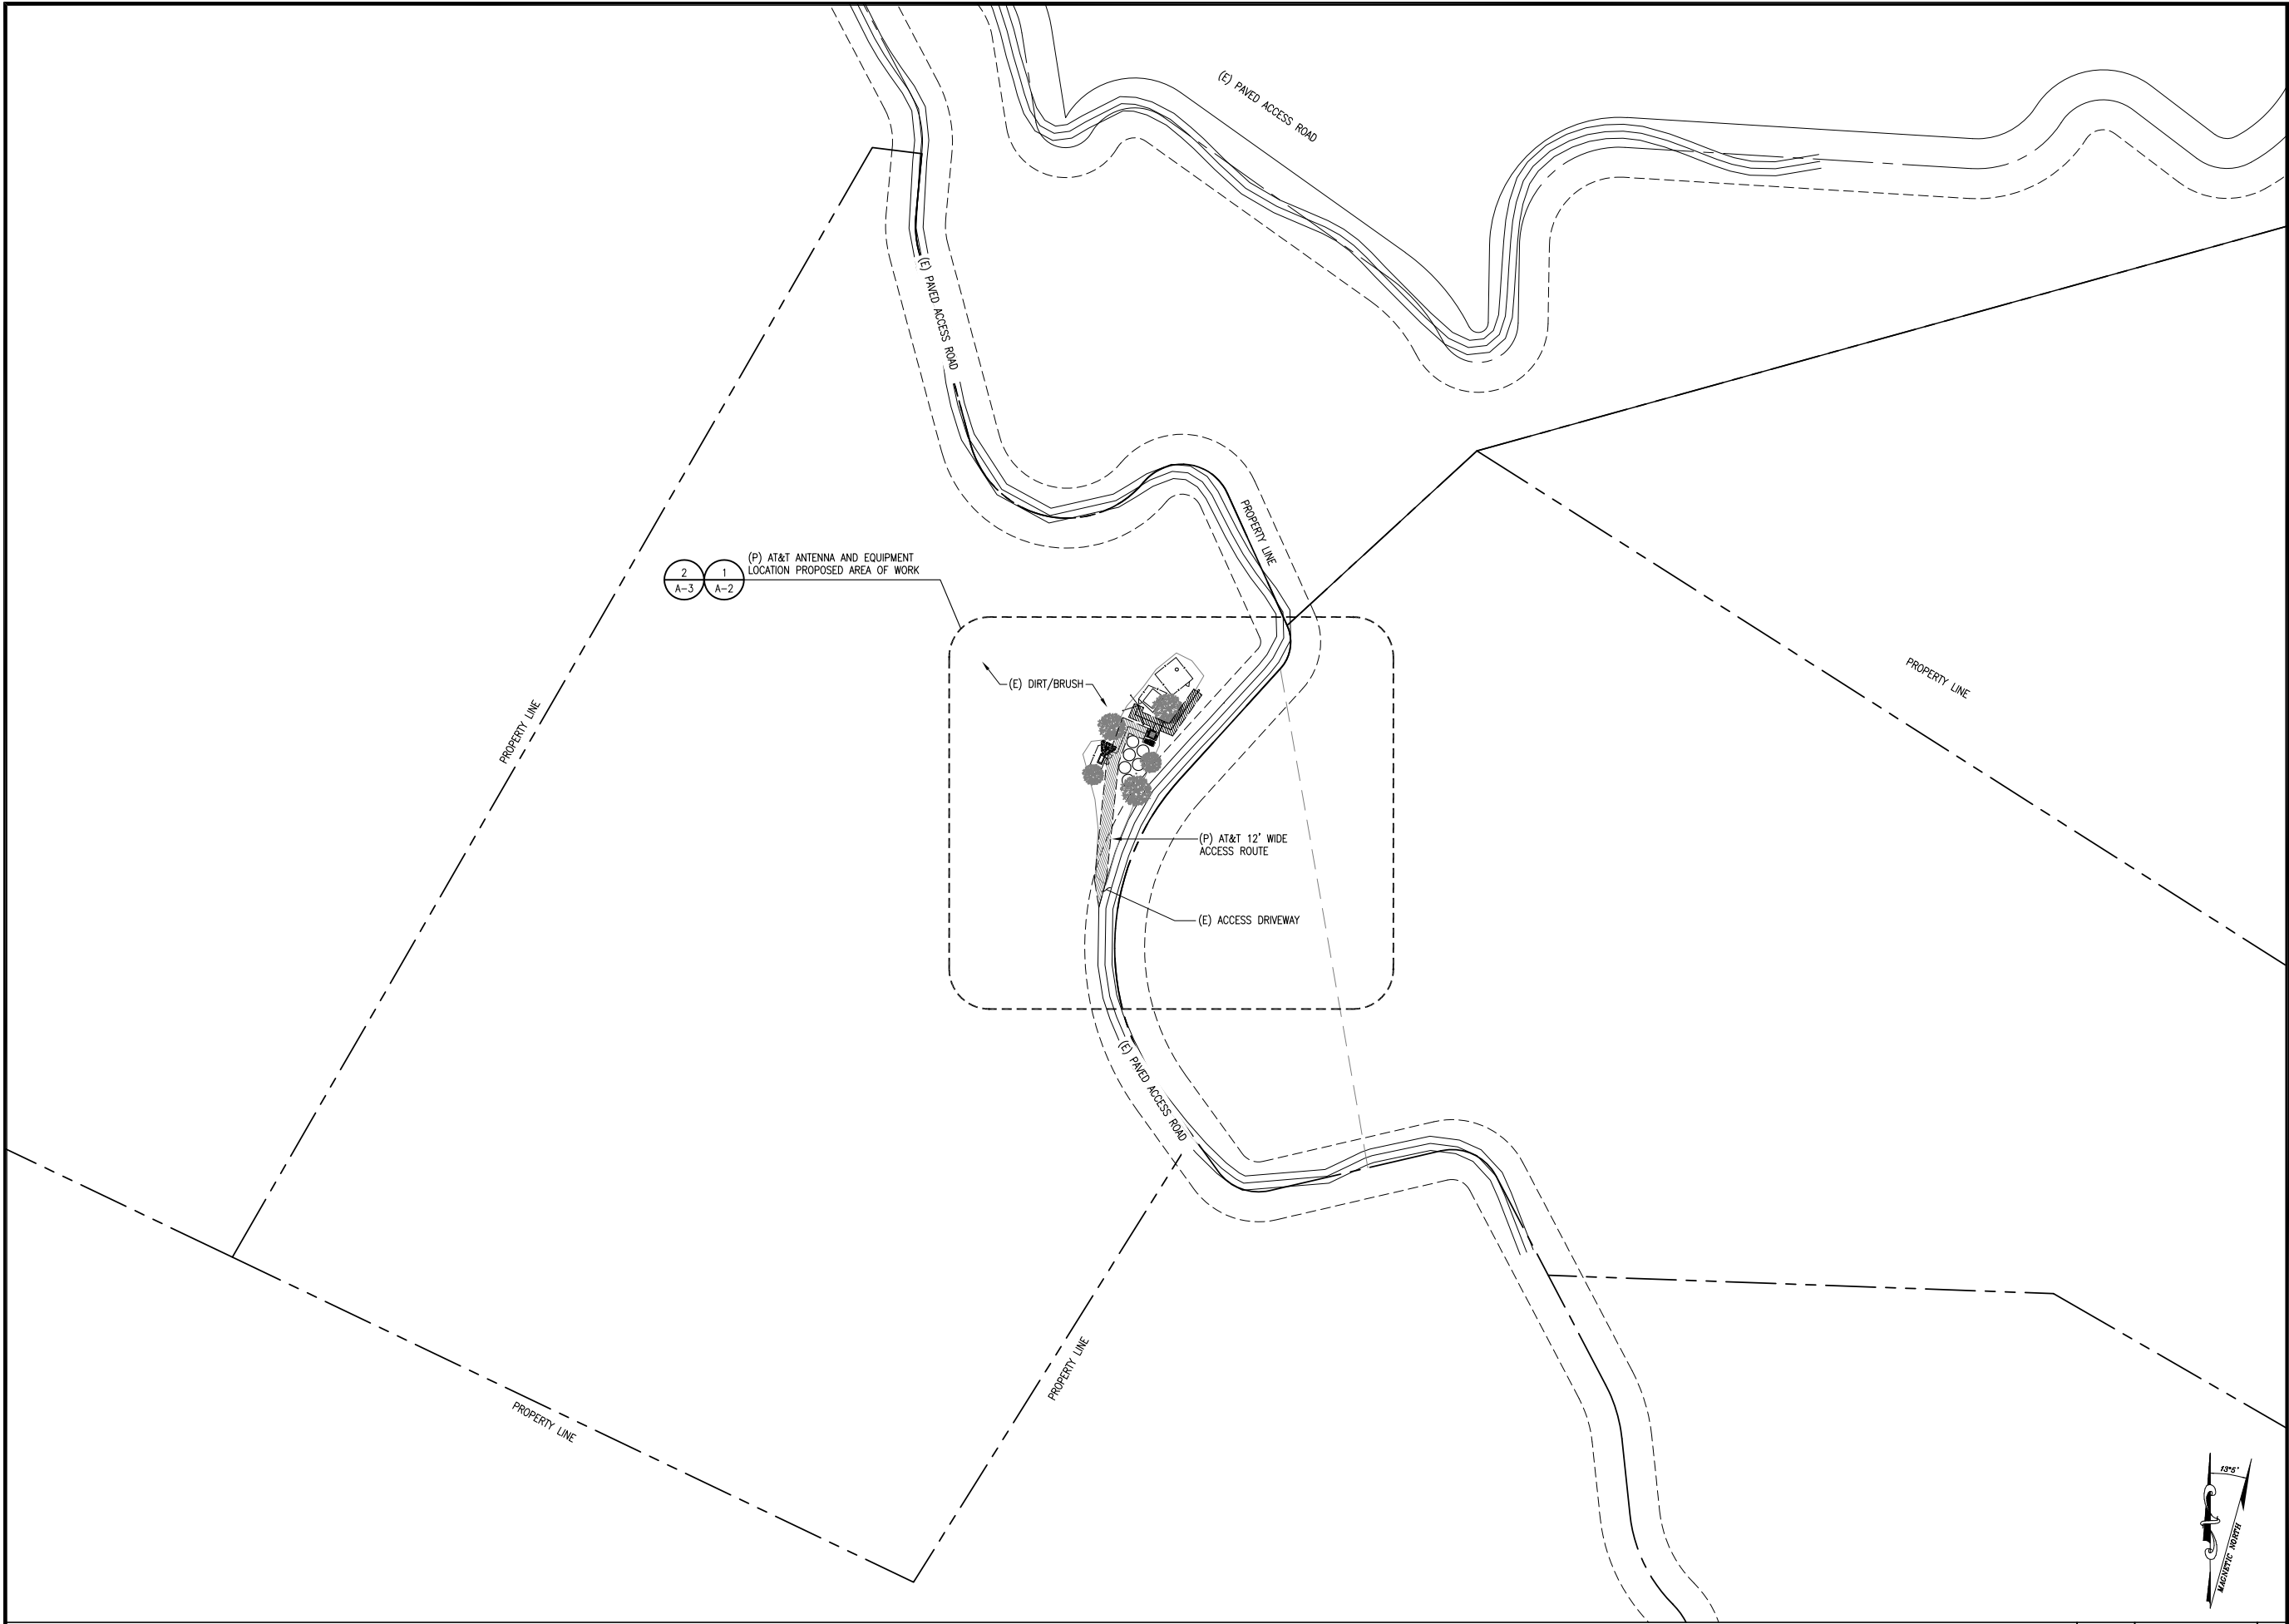 (E) PAVED ACCESS ROAD
(E) PAVED ACCESS ROAD
PROPERTY LINE
2
A-3
1
A-2
(P) AT&T ANTENNA AND EQUIPMENT
LOCATION PROPOSED AREA OF WORK
(E) DIRT/BRUSH
PROPERTY LINE
PROPERTY LINE
(P) AT&T 12' WIDE
ACCESS ROUTE
(E) ACCESS DRIVEWAY
(E) PAVED ACCESS ROAD
PROPERTY LINE
PROPERTY LINE
13°5'
MAGNETIC NORTH